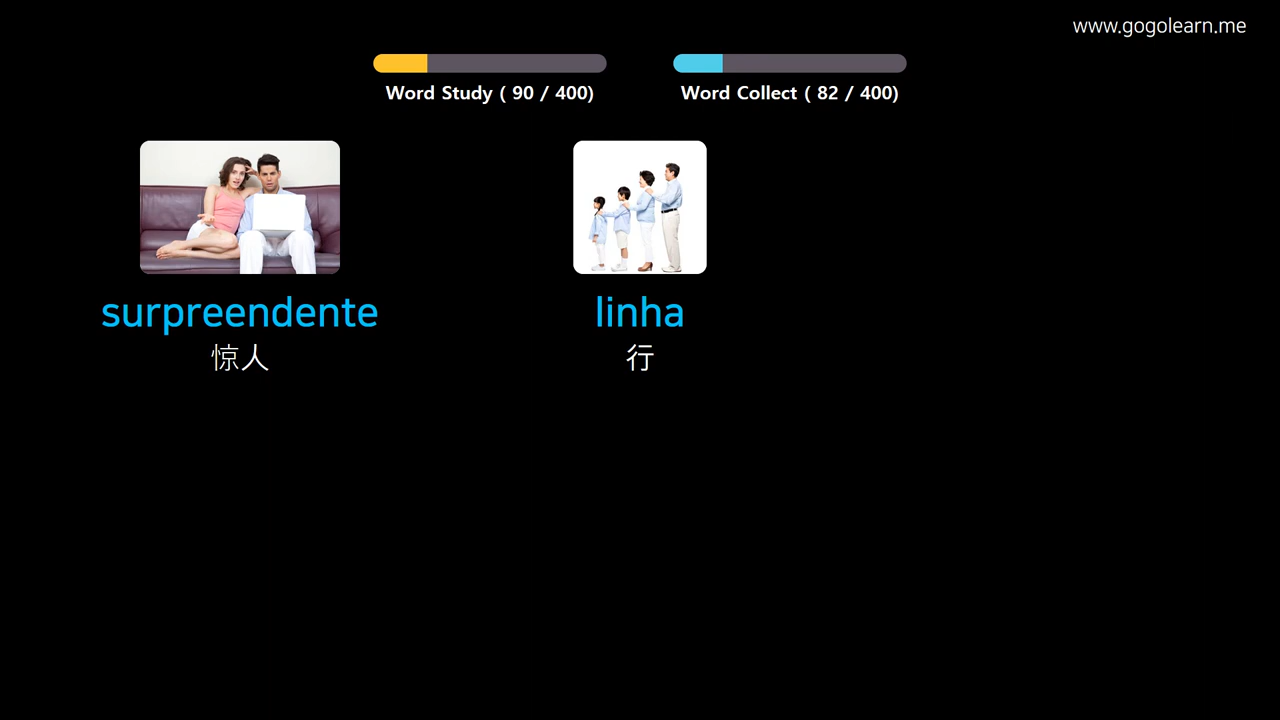 www.gogolearn.me
Word Study ( 90 / 400)
Word Collect ( 82 / 400)
surpreendente
惊人
linha
行